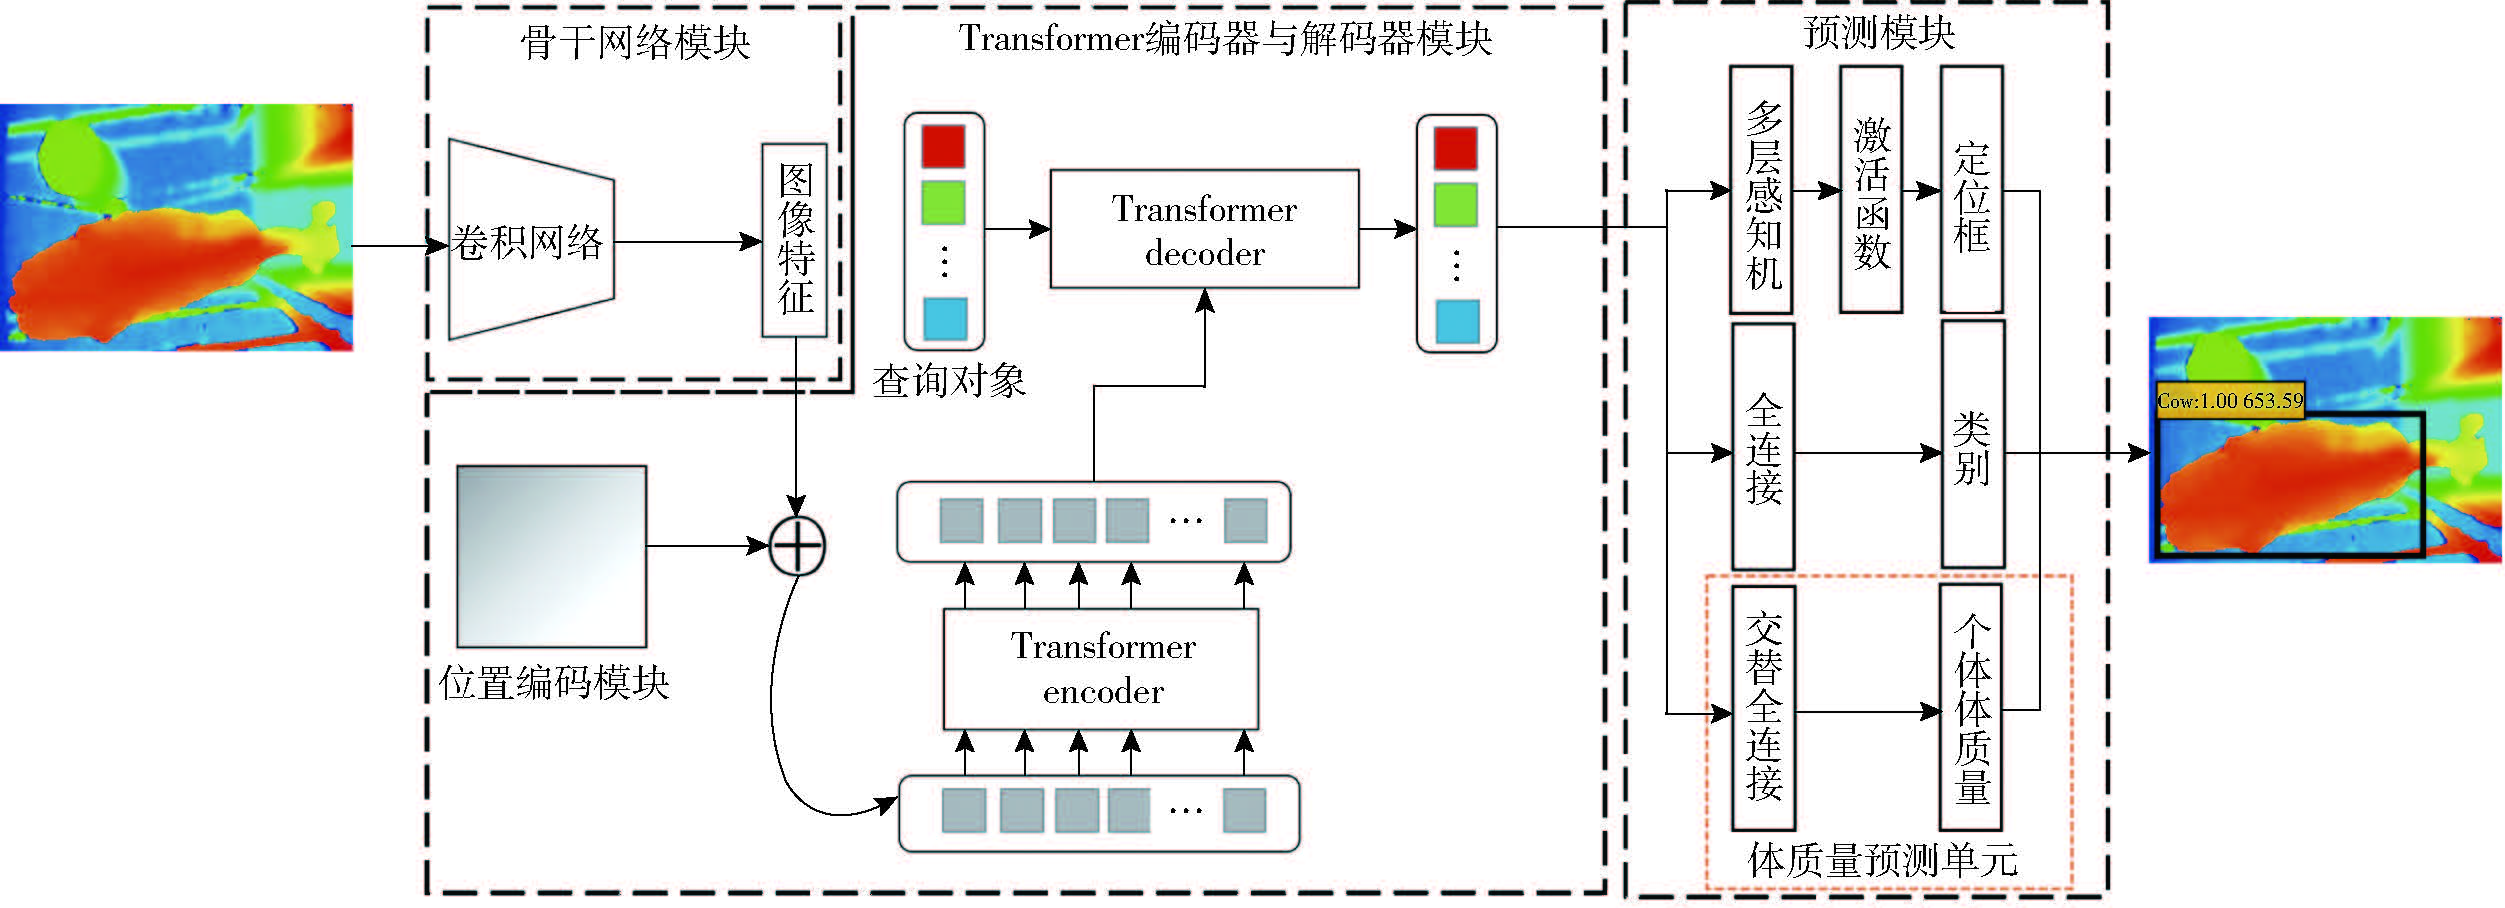 骨干网络模块
卷积网络
图像特征
位置编码模块
Transformer编码器与解码器模块
查询对象
Transformer
decoder
Transformer
encoder
预测模块
多层感知机
激活函数
定位框
全连接
类别
交替全连接
个体体质量
体质量预测单元
Cow:1.00 653.59